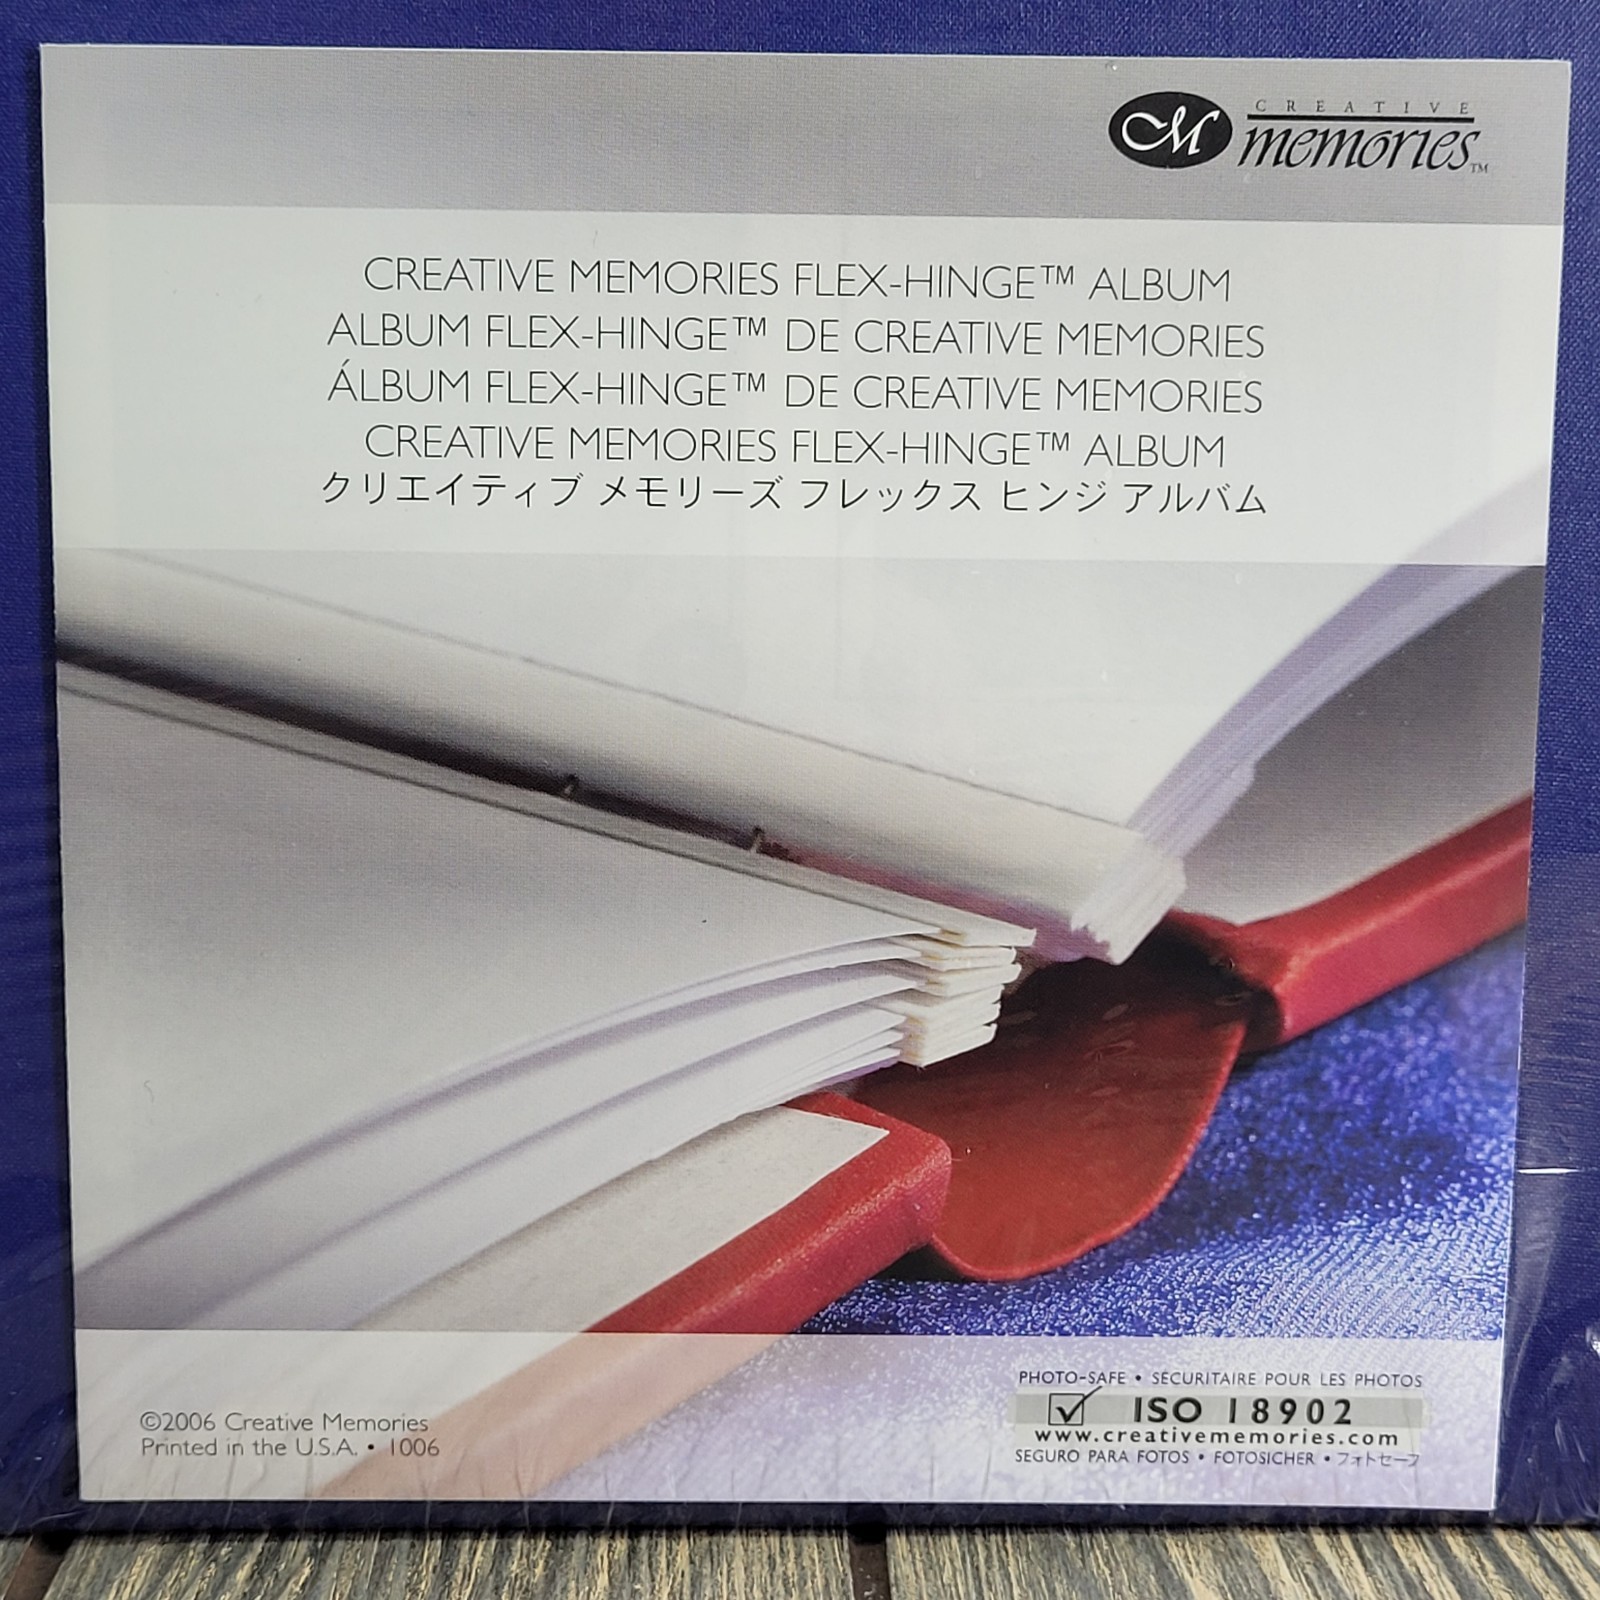 CREATIVE
memories™
CREATIVE MEMORIES FLEX-HINGE™ ALBUM
ALBUM FLEX-HINGE™ DE CREATIVE MEMORIES
ÁLBUM FLEX-HINGE™ DE CREATIVE MEMORIES
CREATIVE MEMORIES FLEX-HINGE™ ALBUM
クリエイティブ メモリーズ フレックス ヒンジ アルバム
©2006 Creative Memories
Printed in the U.S.A. • 1006
PHOTO-SAFE • SÉCURITAIRE POUR LES PHOTOS
ISO 18902
www.creativememories.com
SEGURO PARA FOTOS • FOTOSICHER • フォトセーフ